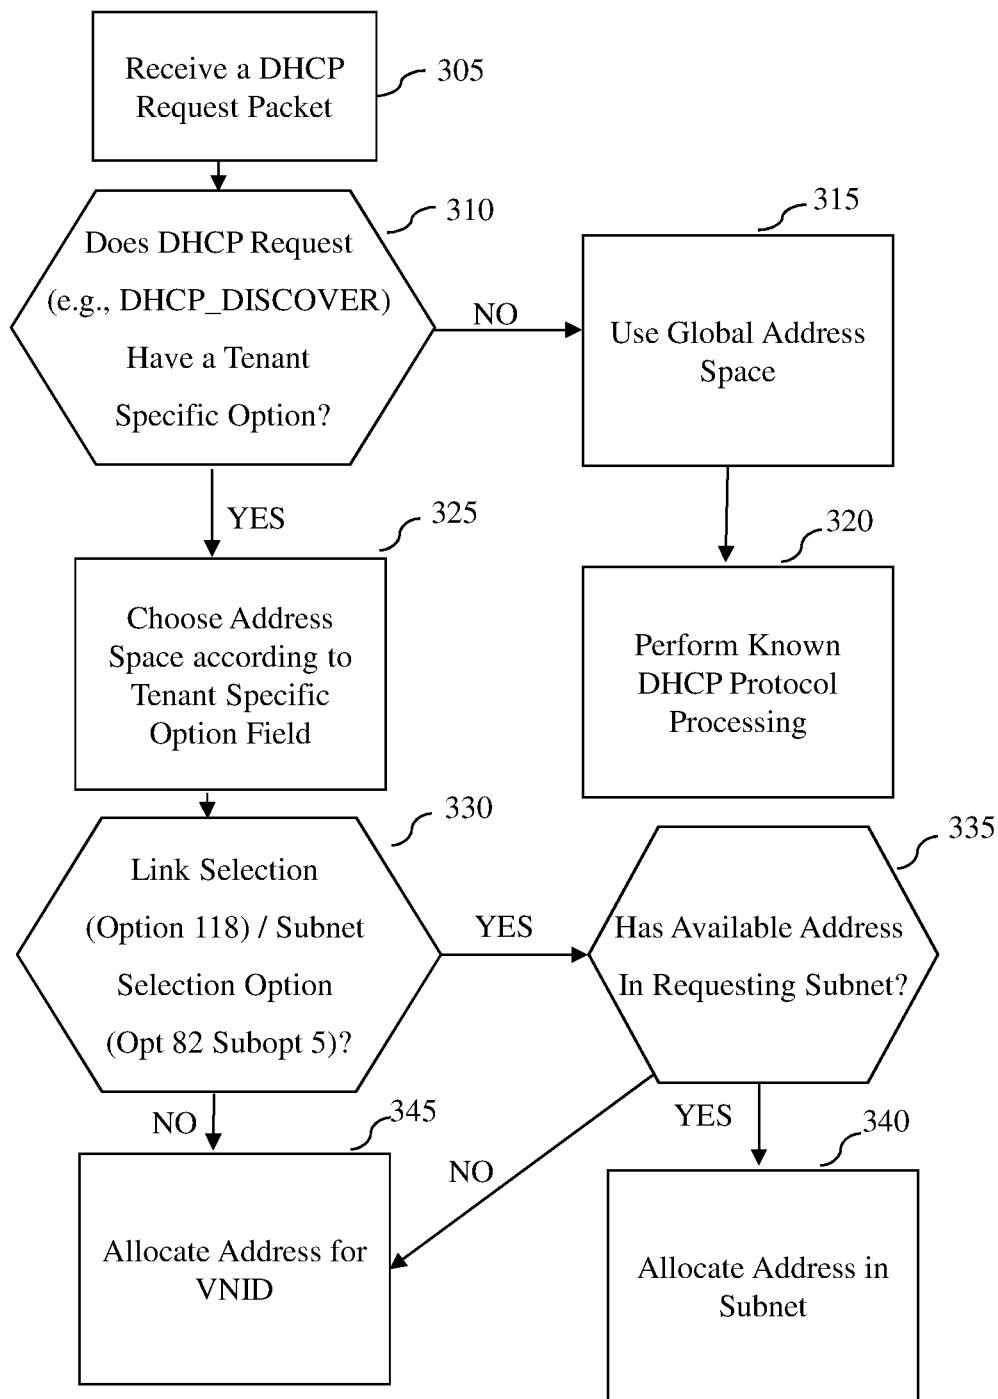 Receive a DHCP
Request Packet
305
Does DHCP Request
(e.g., DHCP_DISCOVER)
Have a Tenant
Specific Option?
310
NO
315
Use Global Address
Space
YES
320
Perform Known
DHCP Protocol
Processing
325
Choose Address
Space according to
Tenant Specific
Option Field
330
Link Selection
(Option 118) / Subnet
Selection Option
(Opt 82 Subopt 5)?
YES
335
Has Available Address
In Requesting Subnet?
NO
345
Allocate Address for
VNID
NO
YES
340
Allocate Address in
Subnet